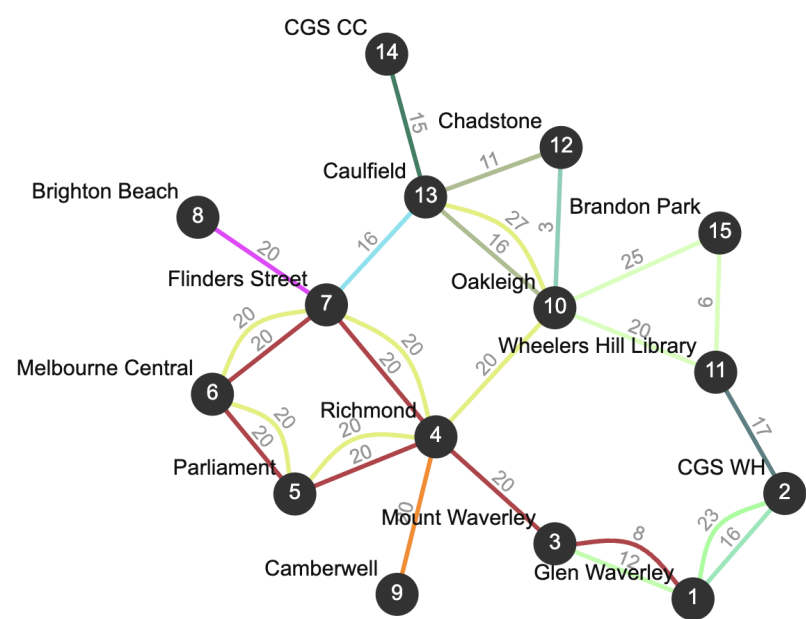 CGS CC
14
15
Chadstone
12
11
Caulfield
13
Brighton Beach
8
27
3
Brandon Park
15
16
16
25
20
Flinders Street
7
Oakleigh
10
6
20
Wheelers Hill Library
11
20
20
20
20
20
Melbourne Central
6
Richmond
4
17
20
20
20
20
Parliament
5
CGS WH
2
20
Mount Waverley
3
23
16
8
12
Glen Waverley
1
Camberwell
9